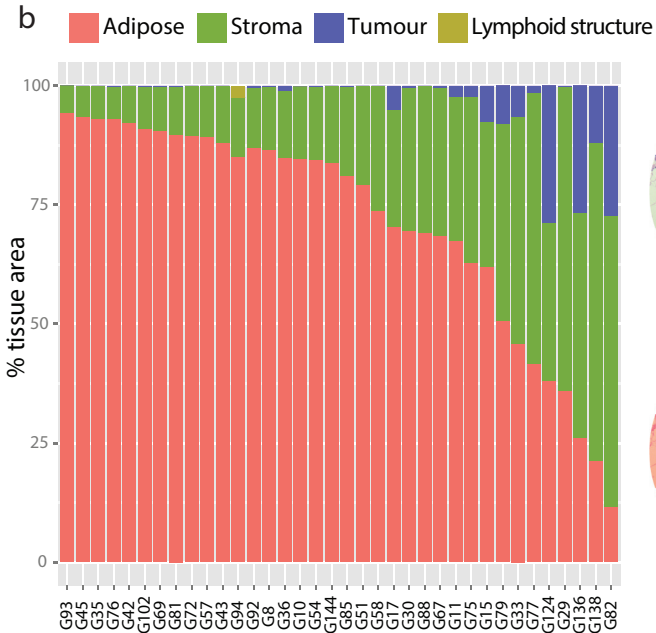 b
Adipose Stroma Tumour Lymphoid structure
% tissue area
100
75
50
25
0
G93 G45 G35 G76 G42 G102 G69 G81 G72 G57 G43 G94 G92 G8 G36 G10 G54 G144 G85 G51 G58 G17 G30 G88 G67 G11 G75 G15 G79 G33 G77 G124 G29 G136 G138 G82